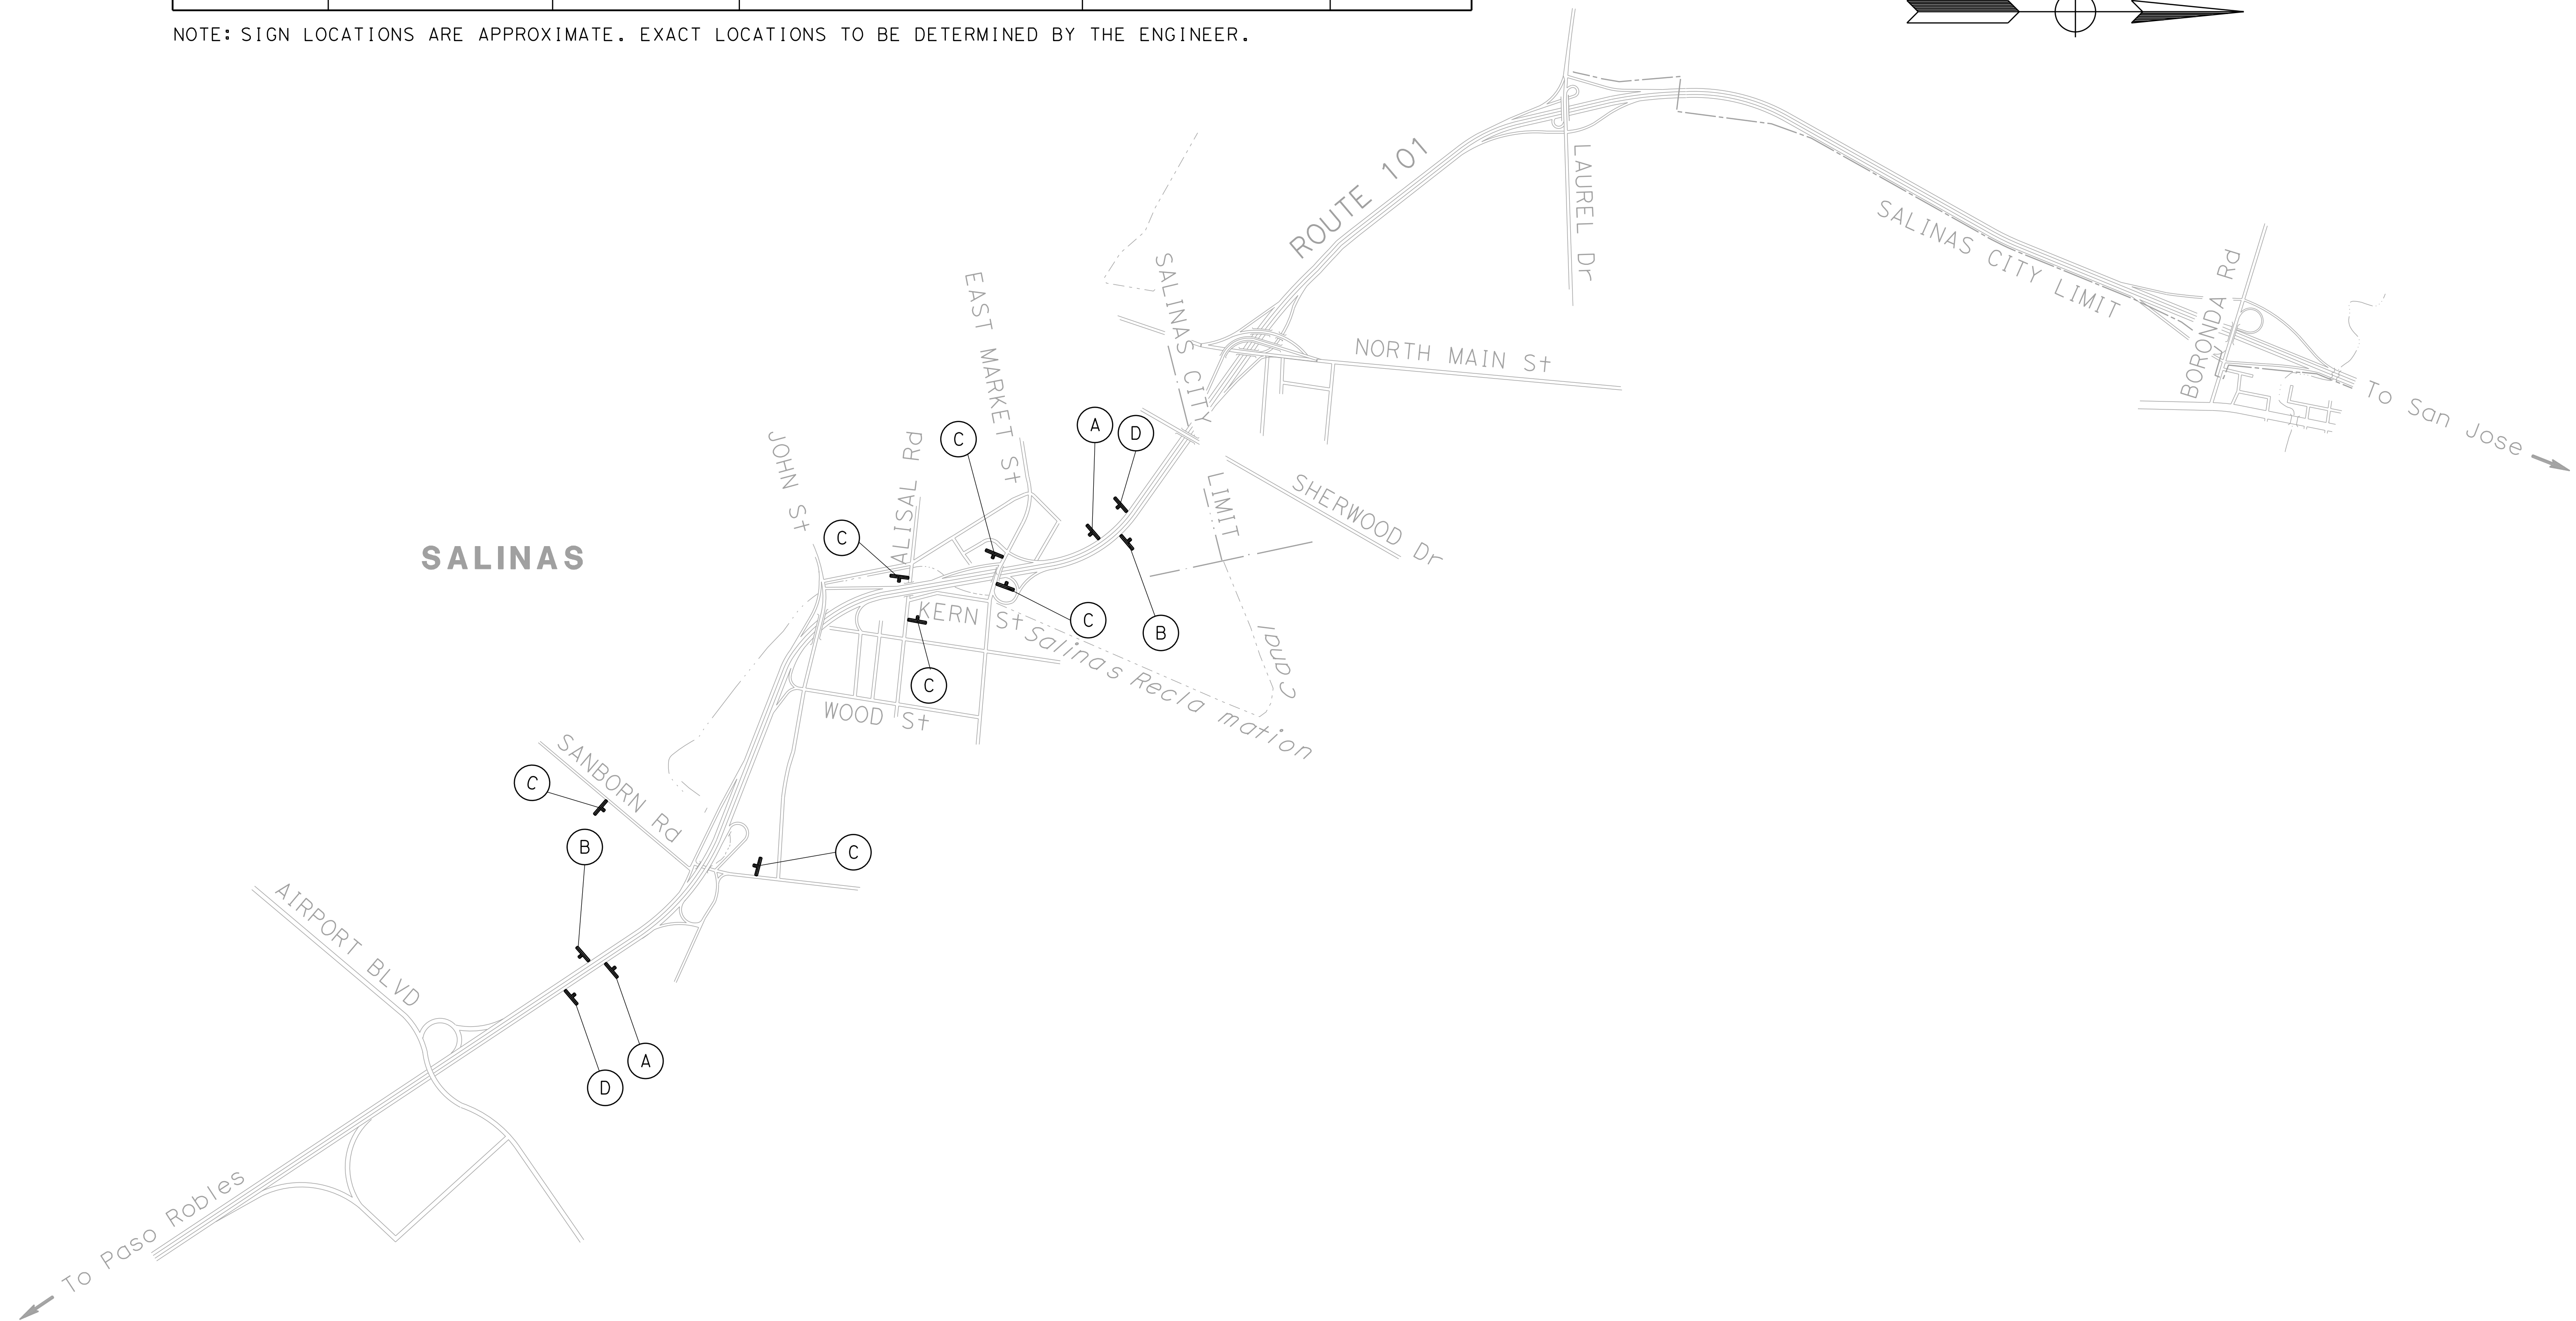 NOTE: SIGN LOCATIONS ARE APPROXIMATE. EXACT LOCATIONS TO BE DETERMINED BY THE ENGINEER.
ROUTE 101
LAUREL Dr
SALINAS CITY LIMIT
BORONDA Rd
To San Jose
NORTH MAIN St
SALINAS CITY
LIMIT
EAST MARKET St
SHERWOOD Dr
JOHN St
ALISAL Rd
C
A
D
C
SALINAS
KERN St
C
B
Salinas Recla mation
Canal
C
WOOD St
SANBORN Rd
C
B
C
AIRPORT BLVD
A
D
To Paso Robles